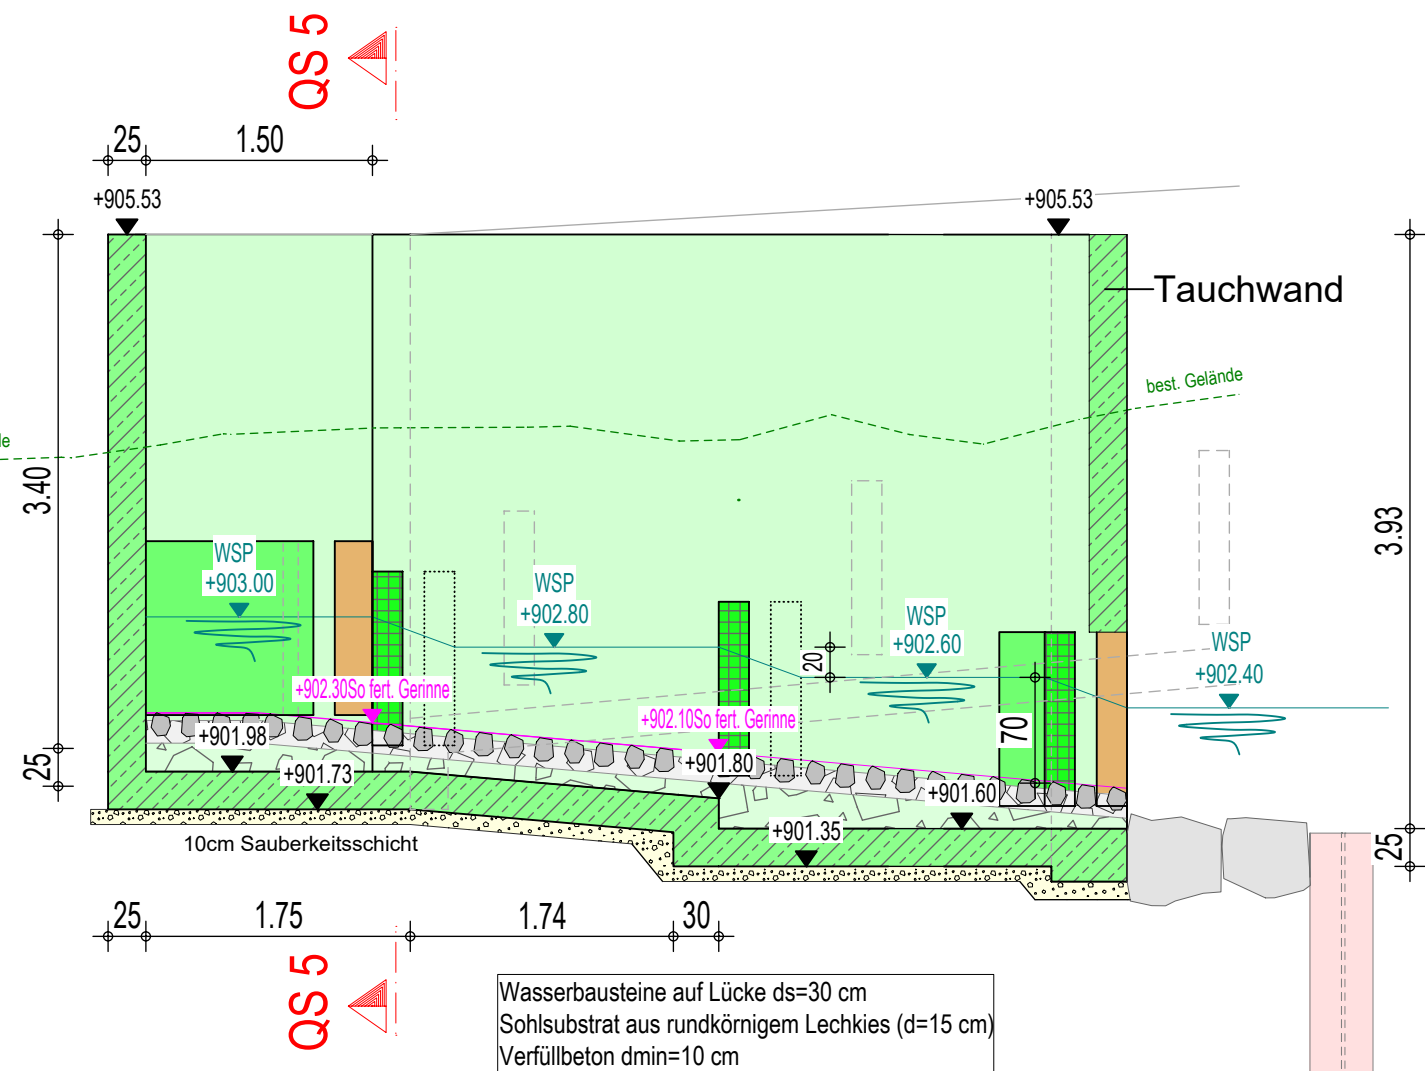 QS 5
25
1.50
+905.53
+905.53
Tauchwand
best. Gelände
3.40
3.93
WSP
+903.00
WSP
+902.80
WSP
+902.60
WSP
+902.40
20
+902.30So fert. Gerinne
+902.10So fert. Gerinne
70
+901.98
+901.73
+901.80
+901.60
+901.35
25
25
10cm Sauberkeitsschicht
25
1.75
1.74
30
QS 5
Wasserbausteine auf Lücke ds=30 cm
Sohlsubstrat aus rundkörnigem Lechkies (d=15 cm)
Verfüllbeton dmin=10 cm